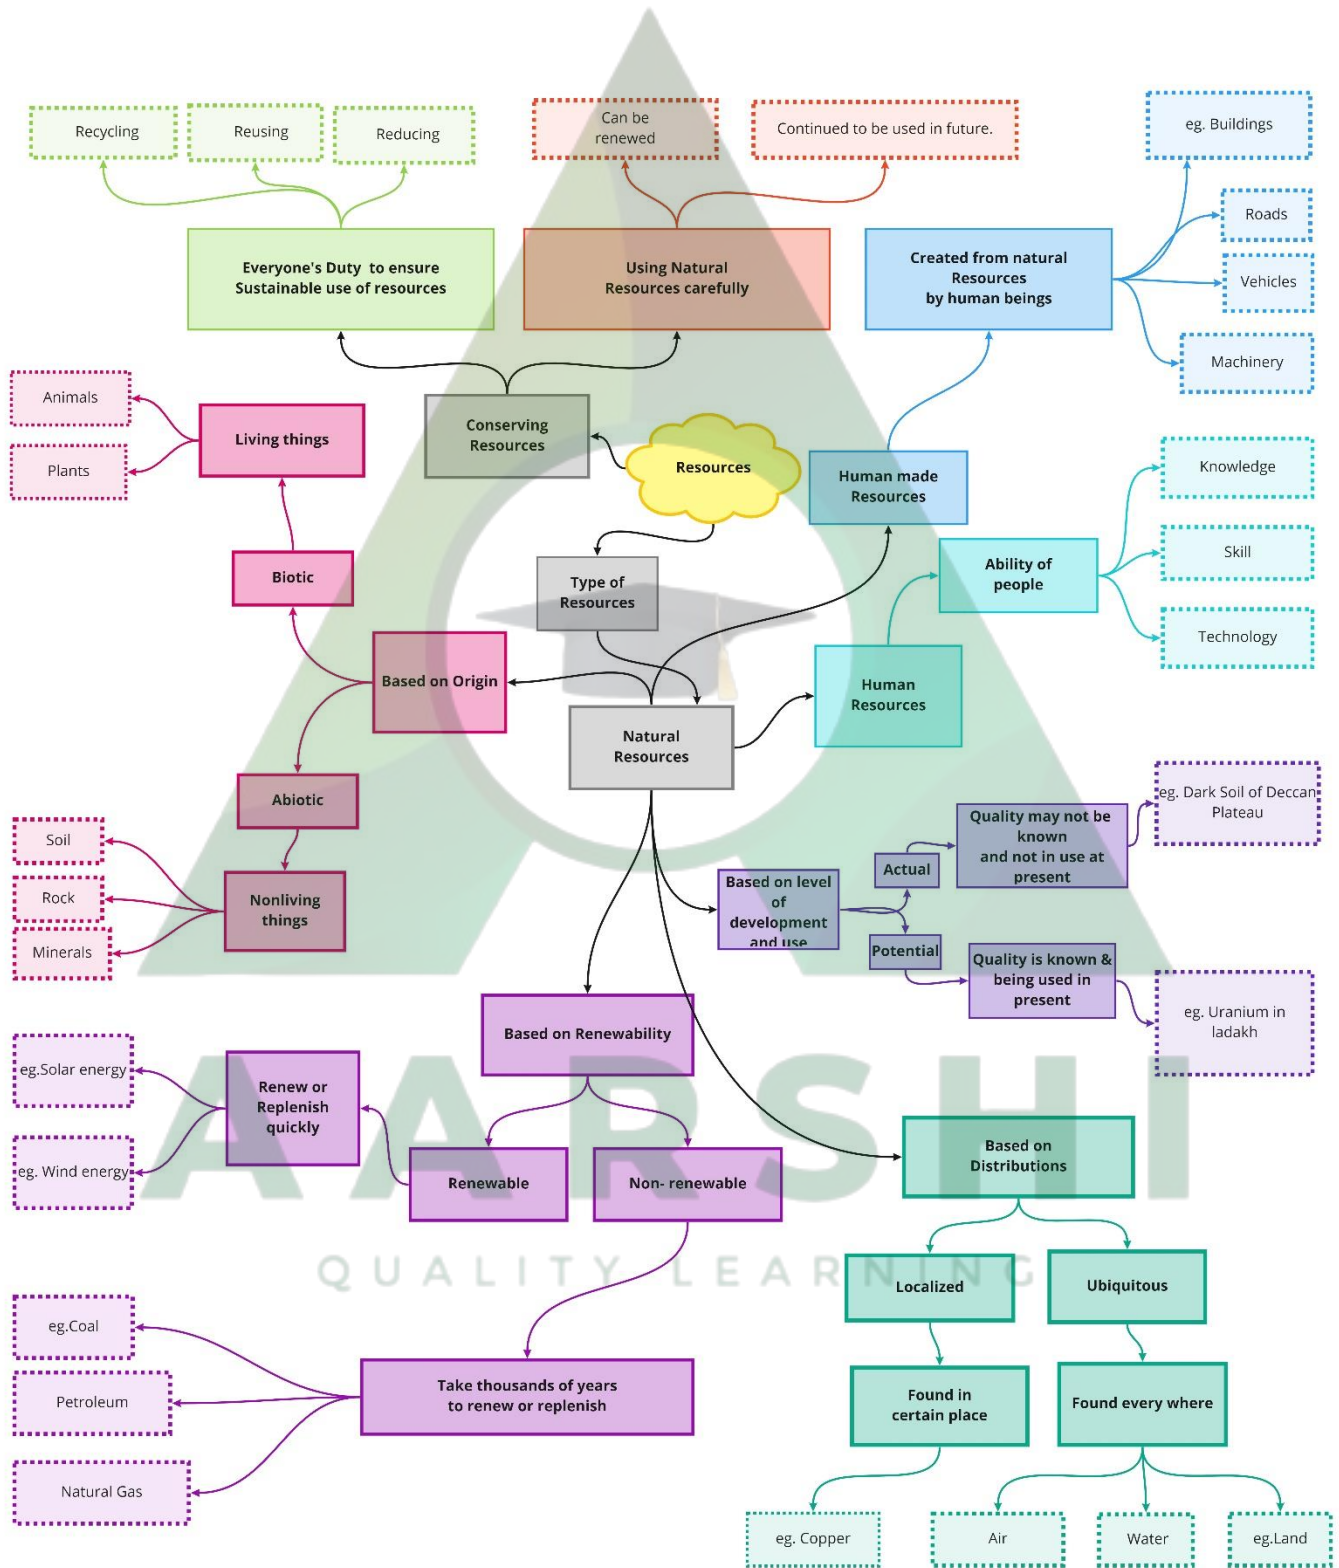 Recycling
Reusing
Reducing
Can be
renewed
Continued to be used in future.
eg. Buildings
Roads
Vehicles
Machinery
Everyone's Duty to ensure
Sustainable use of resources
Using Natural
Resources carefully
Created from natural
Resources
by human beings
Animals
Plants
Living things
Conserving
Resources
Resources
Human made
Resources
Knowledge
Skill
Technology
Ability of
people
Biotic
Type of
Resources
Based on Origin
Human
Resources
Natural
Resources
Abiotic
Soil
Rock
Minerals
Nonliving
things
Based on level
of
development
and use
Actual
Potential
Quality may not be
known
and not in use at
present
eg. Dark Soil of Deccan
Plateau
Quality is known &
being used in
present
eg. Uranium in
ladakh
Based on Renewability
eg.Solar energy
eg. Wind energy
Renew or
Replenish
quickly
Renewable
Non- renewable
Based on
Distributions
AARSHI
QUALITY LEARNING
Localized
Ubiquitous
eg.Coal
Petroleum
Natural Gas
Take thousands of years
to renew or replenish
Found in
certain place
Found every where
eg. Copper
Air
Water
eg.Land